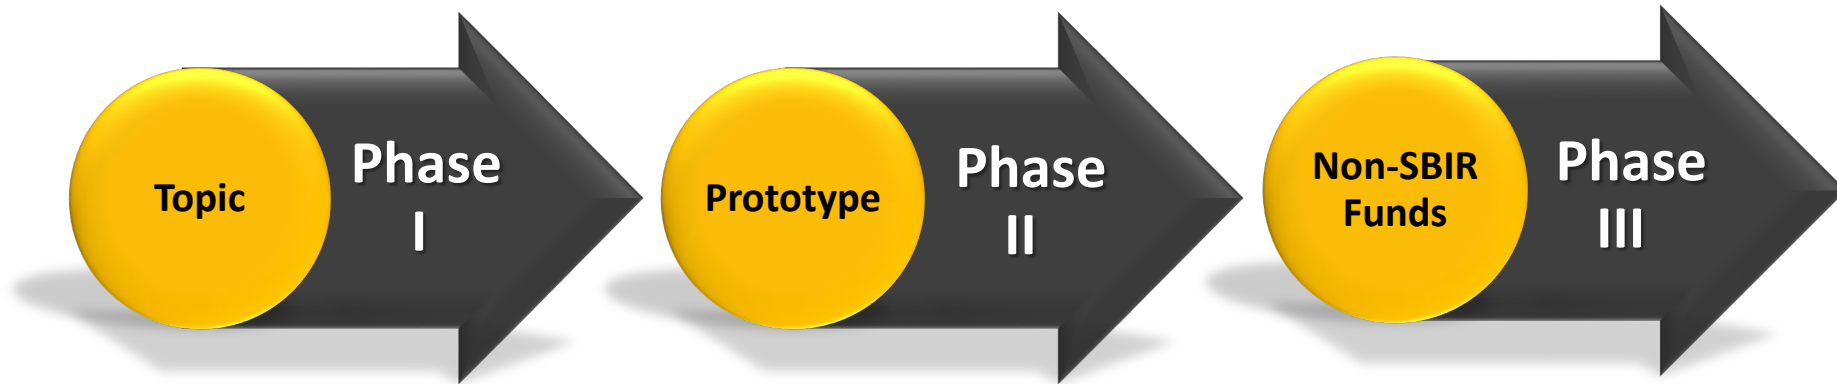 Topic
Phase
I
Prototype
Phase
II
Non-SBIR
Funds
Phase
III